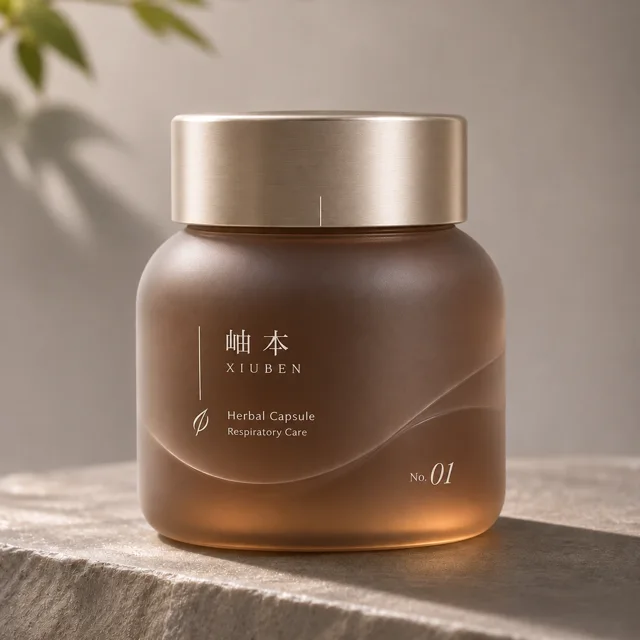 岫本
XIUBEN
Herbal Capsule
Respiratory Care
No. 01